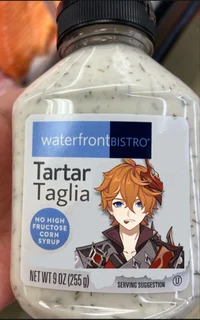 waterfrontBISTRO®
Tartar
Taglia
NO HIGH
FRUCTOSE
CORN
SYRUP
NET WT 9 OZ (255 g)
SERVING SUGGESTION
U